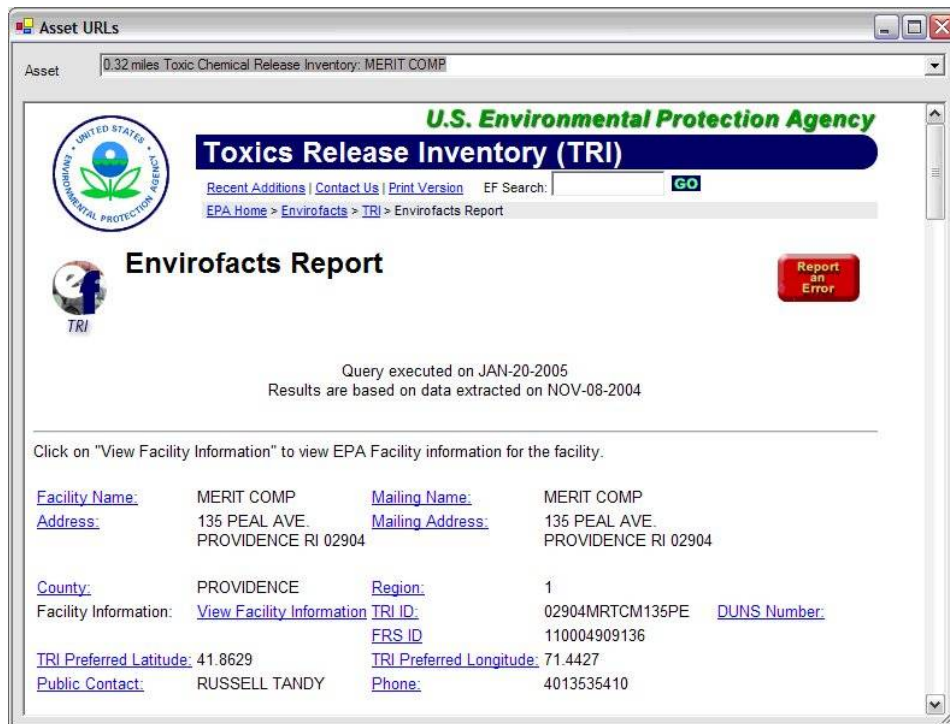 Asset URLs
Asset 0.32 miles Toxic Chemical Release Inventory: MERIT COMP
UNITED STATES
ENVIRONMENTAL PROTECTION AGENCY
U.S. Environmental Protection Agency
Toxics Release Inventory (TRI)
Recent Additions | Contact Us | Print Version EF Search: GO
EPA Home > Envirofacts > TRI > Envirofacts Report
ef
TRI
Envirofacts Report
Report
an
Error
Query executed on JAN-20-2005
Results are based on data extracted on NOV-08-2004
Click on "View Facility Information" to view EPA Facility information for the facility.
Facility Name: MERIT COMP Mailing Name: MERIT COMP
Address: 135 PEAL AVE. Mailing Address: 135 PEAL AVE.
PROVIDENCE RI 02904 PROVIDENCE RI 02904
County: PROVIDENCE Region: 1
Facility Information: View Facility Information TRI ID: 02904MRTCM135PE DUNS Number:
FRS ID 110004909136
TRI Preferred Latitude: 41.8629 TRI Preferred Longitude: 71.4427
Public Contact: RUSSELL TANDY Phone: 4013535410